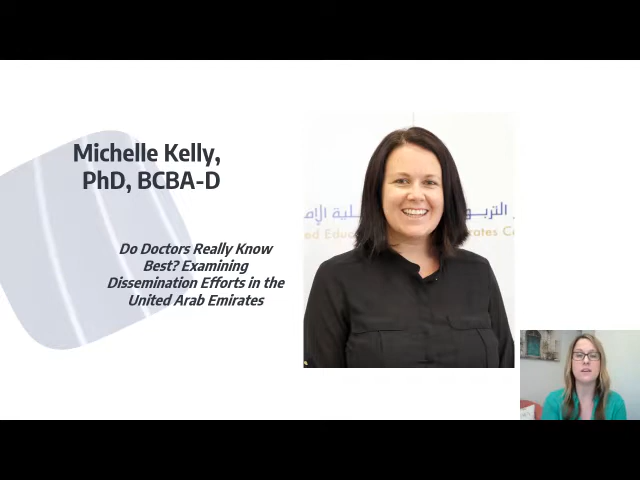 Michelle Kelly,
PhD, BCBA-D
Do Doctors Really Know
Best? Examining
Dissemination Efforts in the
United Arab Emirates